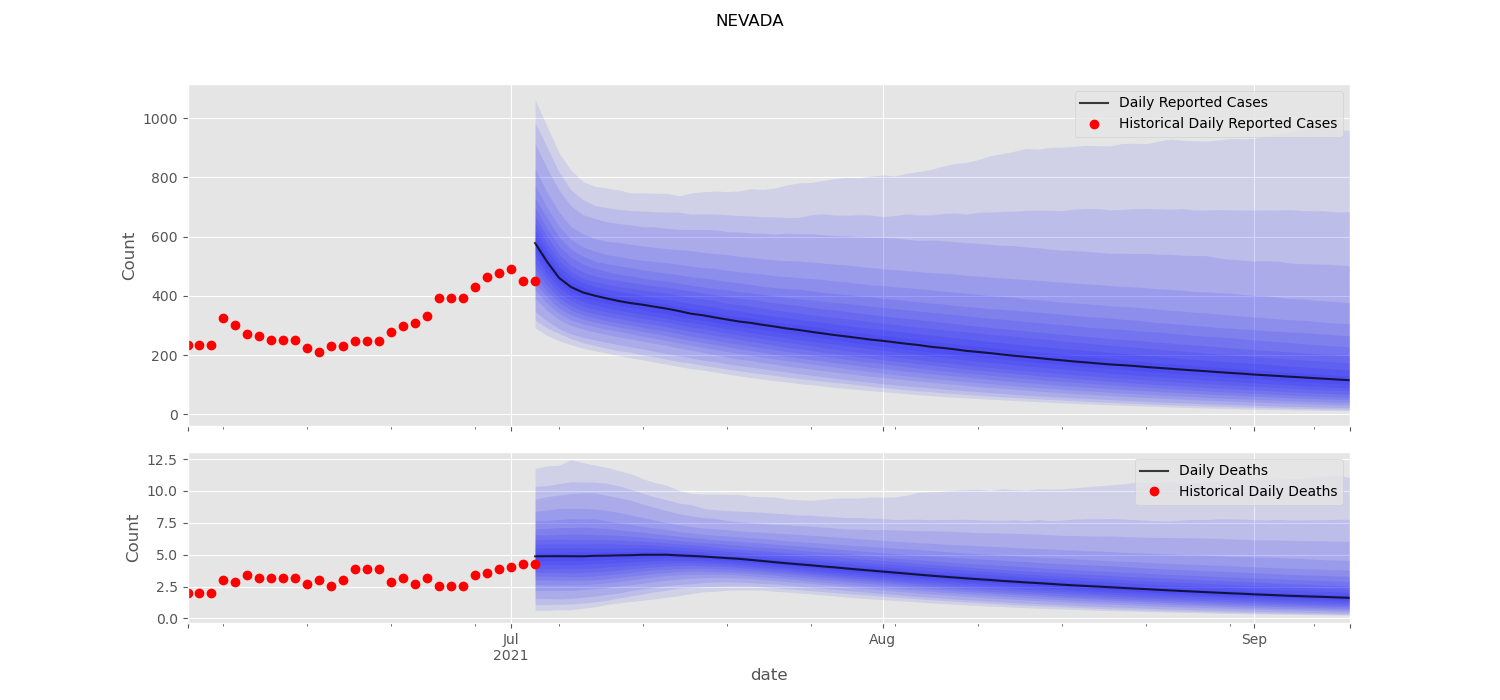 NEVADA
1000
800
600
400
200
0
Count
Daily Reported Cases
Historical Daily Reported Cases
12.5
10.0
7.5
5.0
2.5
0.0
Count
Daily Deaths
Historical Daily Deaths
Jul
2021
Aug
Sep
date